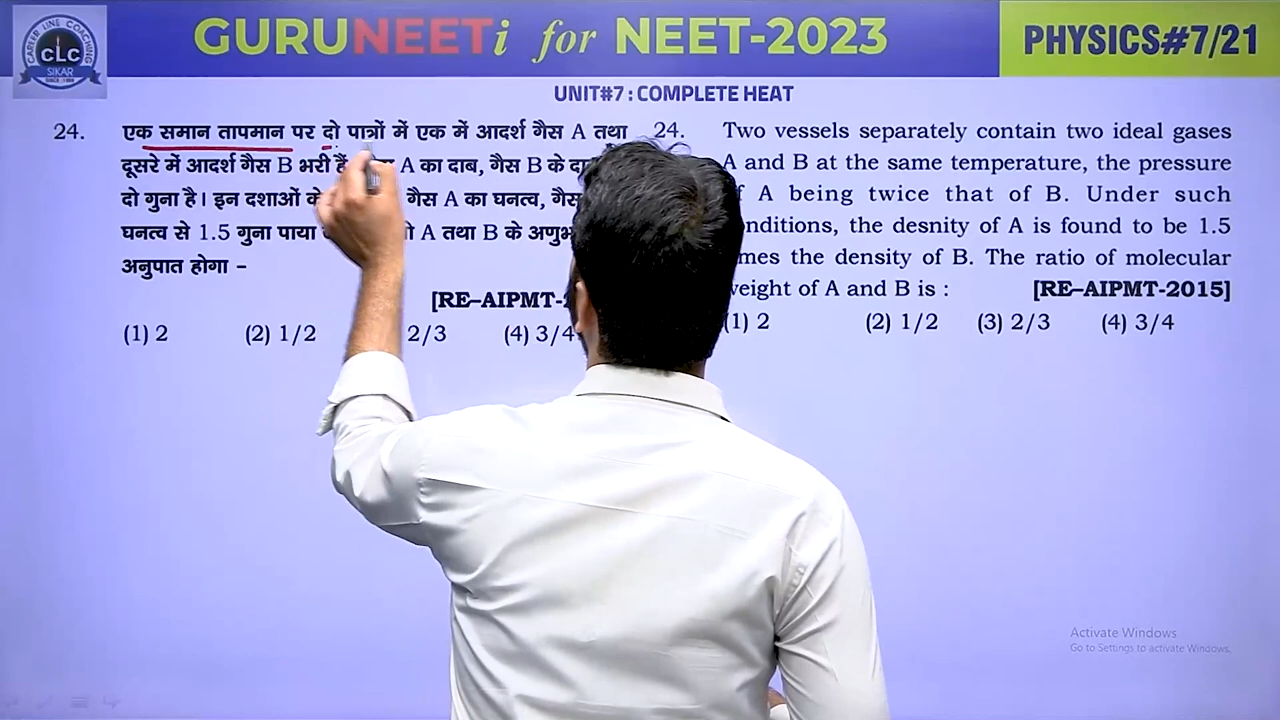 GURUNEETi for NEET-2023
PHYSICS#7/21
CAREER LINE COACHING
CLC
SIKAR
UNIT#7 : COMPLETE HEAT
24. एक समान तापमान पर दो पात्रों में एक में आदर्श गैस A तथा
दूसरे में आदर्श गैस B भरी हैं A का दाब, गैस B के
दो गुना है। इन दशाओं गैस A का घनत्व,
घनत्व से 1.5 गुना पाया A तथा B के
अनुपात होगा –
[RE–AIPMT-
(1) 2 (2) 1/2 2/3 (4) 3/4
24. Two vessels separately contain two ideal gases
A and B at the same temperature, the pressure
A being twice that of B. Under such
the desnity of A is found to be 1.5
the density of B. The ratio of molecular
of A and B is : [RE–AIPMT-2015]
(1) 2 (2) 1/2 (3) 2/3 (4) 3/4
Activate Windows
Go to Settings to activate Windows.